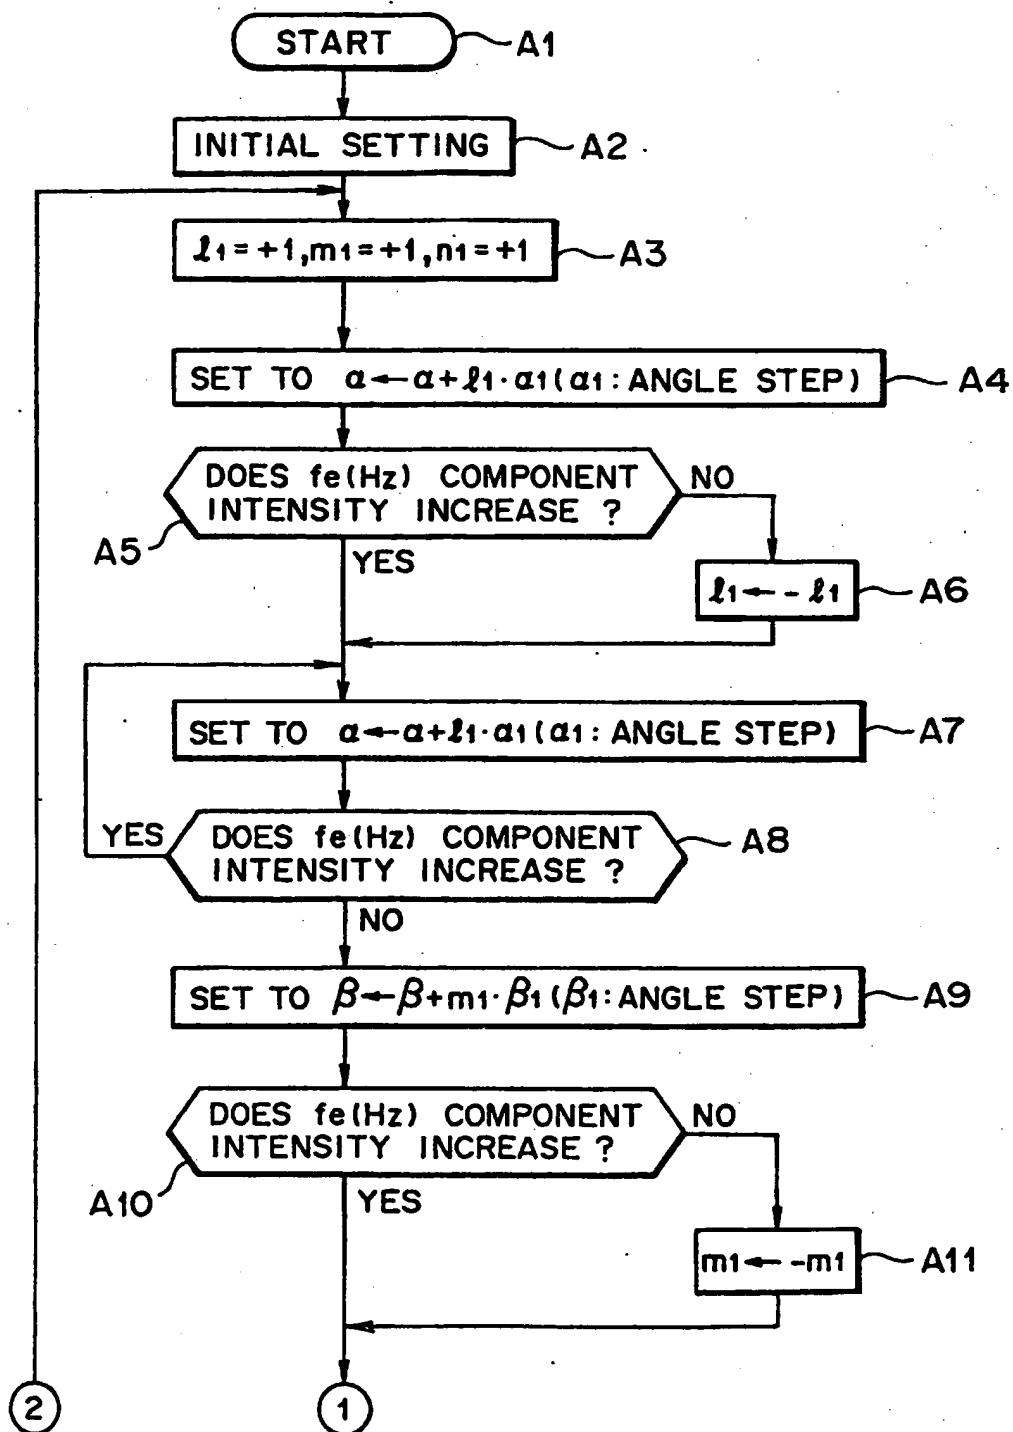 START
A1
INITIAL SETTING
A2
ℓ1=+1,m1=+1,n1=+1
A3
SET TO α←α+ℓ1·α1(α1:ANGLE STEP)
A4
DOES fe(Hz) COMPONENT
INTENSITY INCREASE ?
NO
A5
YES
ℓ1← - ℓ1
A6
SET TO α←α+ℓ1·α1(α1:ANGLE STEP)
A7
YES
DOES fe(Hz) COMPONENT
INTENSITY INCREASE ?
A8
NO
SET TO β←β+m1·β1(β1:ANGLE STEP)
A9
DOES fe(Hz) COMPONENT
INTENSITY INCREASE ?
NO
A10
YES
m1← -m1
A11
2
1